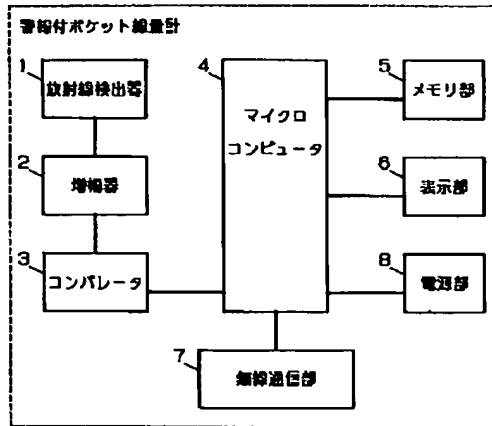 警報付ポケット線量計
1
放射線検出器
2
増幅器
3
コンパレータ
4
マイクロ
コンピュータ
5
メモリ部
6
表示部
8
電源部
7
無線通信部